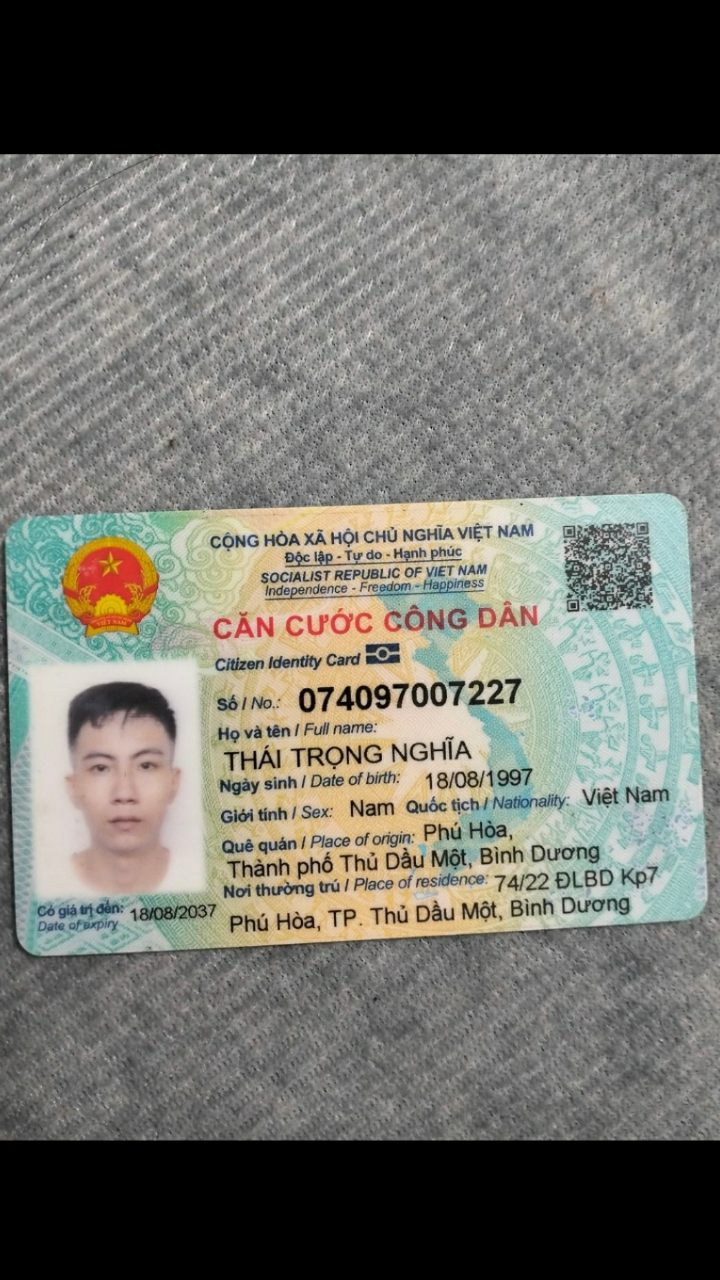 CỘNG HÒA XÃ HỘI CHỦ NGHĨA VIỆT NAM
Độc lập - Tự do - Hạnh phúc
SOCIALIST REPUBLIC OF VIET NAM
Independence - Freedom - Happiness
CĂN CƯỚC CÔNG DÂN
Citizen Identity Card
Số / No.: 074097007227
Họ và tên / Full name:
THÁI TRỌNG NGHĨA
Ngày sinh / Date of birth: 18/08/1997
Giới tính / Sex: Nam Quốc tịch / Nationality: Việt Nam
Quê quán / Place of origin: Phú Hòa,
Thành phố Thủ Dầu Một, Bình Dương
Nơi thường trú / Place of residence: 74/22 ĐLBD Kp7
Phú Hòa, TP. Thủ Dầu Một, Bình Dương
Có giá trị đến: 18/08/2037
Date of expiry
VIỆT NAM